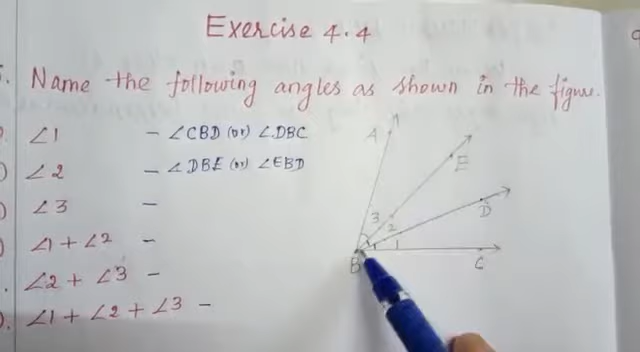 Exercise 4.4
Name the following angles as shown in the figure.
∠1 - ∠CBD (or) ∠DBC
∠2 - ∠DBE (or) ∠EBD
∠3 -
∠1 + ∠2 -
∠2 + ∠3 -
∠1 + ∠2 + ∠3 -
A
E
D
3
2
B
C